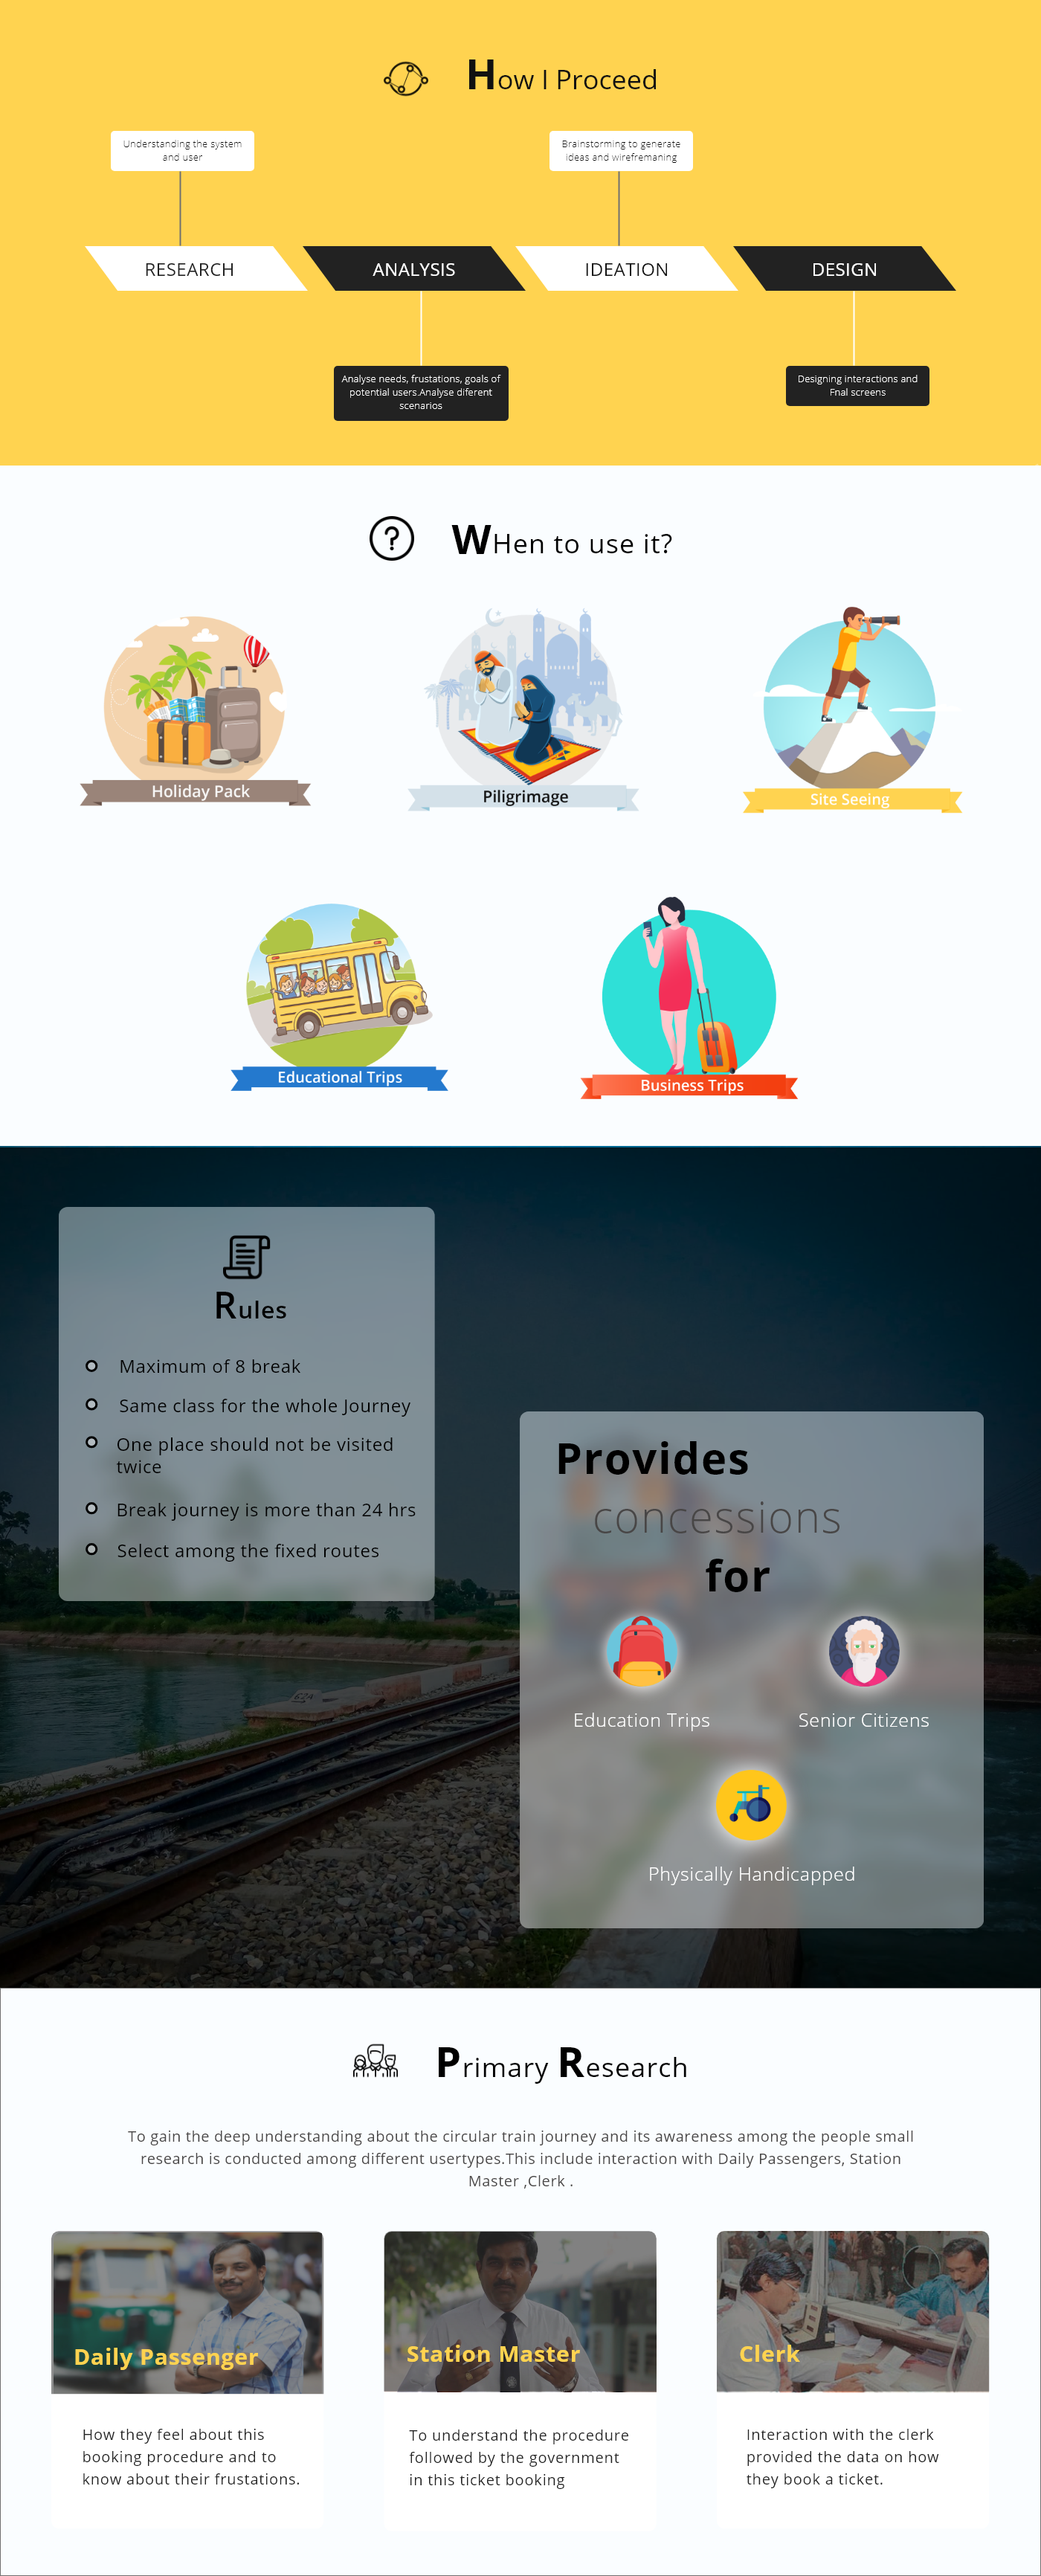 How I Proceed
Understanding the system
and user
Brainstorming to generate
ideas and wirefremaning
RESEARCH
ANALYSIS
IDEATION
DESIGN
Analyse needs, frustations, goals of
potential users.Analyse diferent
scenarios
Designing interactions and
Fnal screens
?
WHen to use it?
Holiday Pack
Piligrimage
Site Seeing
Educational Trips
Business Trips
Rules
Maximum of 8 break
Same class for the whole Journey
One place should not be visited
twice
Break journey is more than 24 hrs
Select among the fixed routes
Provides
concessions
for
Education Trips
Senior Citizens
Physically Handicapped
Primary Research
To gain the deep understanding about the circular train journey and its awareness among the people small
research is conducted among different usertypes.This include interaction with Daily Passengers, Station
Master ,Clerk .
Daily Passenger
Station Master
Clerk
How they feel about this
booking procedure and to
know about their frustations.
To understand the procedure
followed by the government
in this ticket booking
Interaction with the clerk
provided the data on how
they book a ticket.